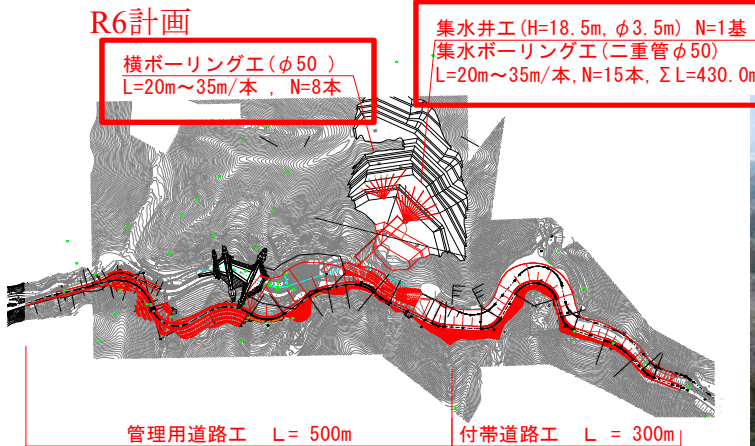 R6計画
横ボーリング工(φ50 )
L=20m～35m/本 , N=8本
集水井工(H=18.5m,φ3.5m) N=1基
集水ボーリング工(二重管φ50)
L=20m～35m/本,N=15本,ΣL=430.0m
管理用道路工 L= 500m
付帯道路工 L = 300m